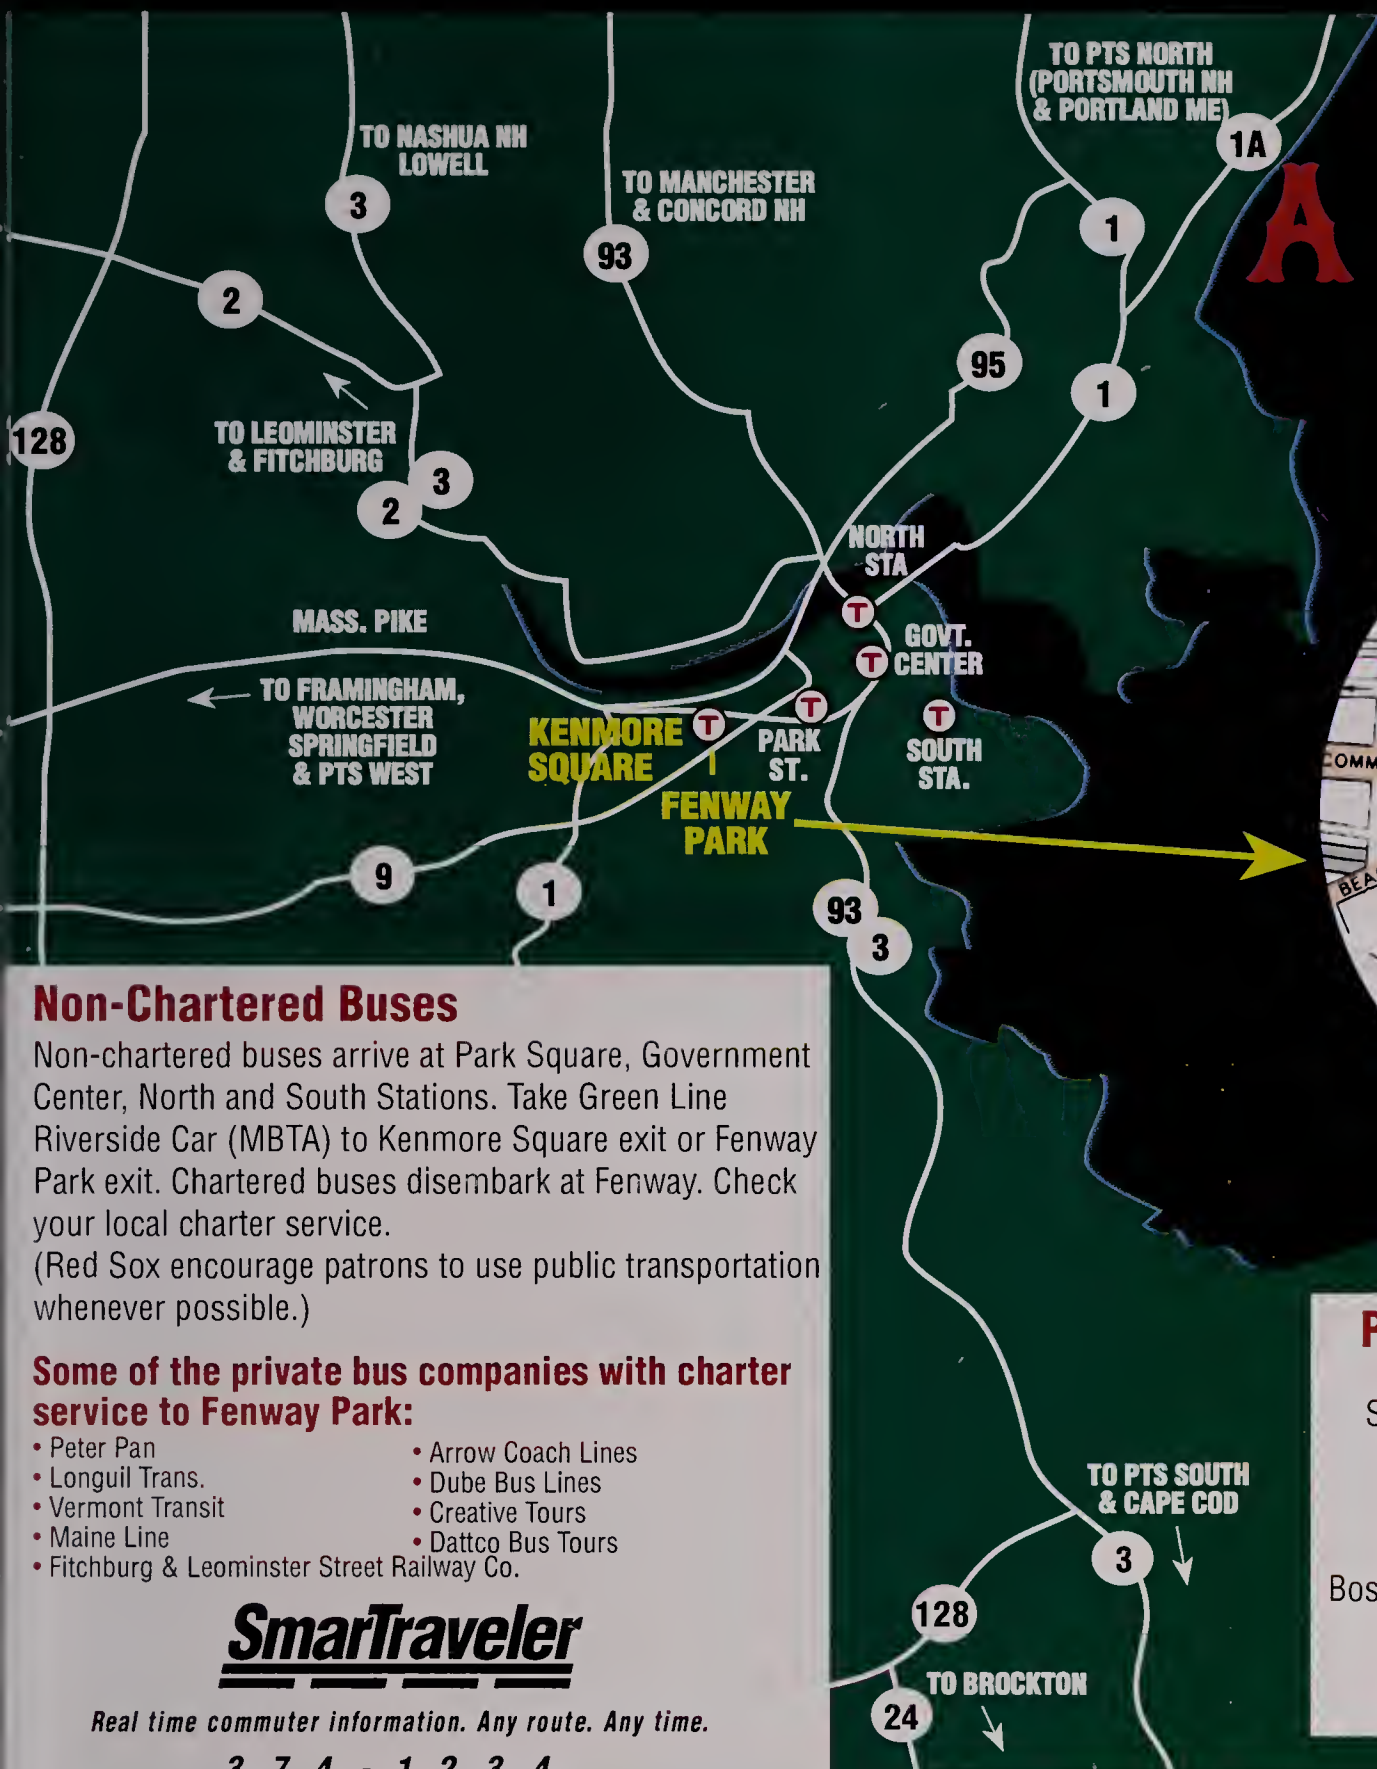 TO PTS NORTH
(PORTSMOUTH NH
& PORTLAND ME)
1A
A
TO NASHUA NH
LOWELL
3
TO MANCHESTER
& CONCORD NH
93
1
2
95
1
128
TO LEOMINSTER
& FITCHBURG
3
2
NORTH
STA
T
MASS. PIKE
GOVT.
CENTER
T
TO FRAMINGHAM,
WORCESTER
SPRINGFIELD
& PTS WEST
KENMORE
SQUARE
T
T
PARK
ST.
T
SOUTH
STA.
FENWAY
PARK
COMM
BEA
9
1
93
3
Non-Chartered Buses
Non-chartered buses arrive at Park Square, Government
Center, North and South Stations. Take Green Line
Riverside Car (MBTA) to Kenmore Square exit or Fenway
Park exit. Chartered buses disembark at Fenway. Check
your local charter service.
(Red Sox encourage patrons to use public transportation
whenever possible.)
Some of the private bus companies with charter
service to Fenway Park:
• Peter Pan
• Longuil Trans.
• Vermont Transit
• Maine Line
• Fitchburg & Leominster Street Railway Co.
• Arrow Coach Lines
• Dube Bus Lines
• Creative Tours
• Dattco Bus Tours
SmarTraveler
Real time commuter information. Any route. Any time.
374-1234
TO PTS SOUTH
& CAPE COD
3
128
TO BROCKTON
24
P
S
Bos